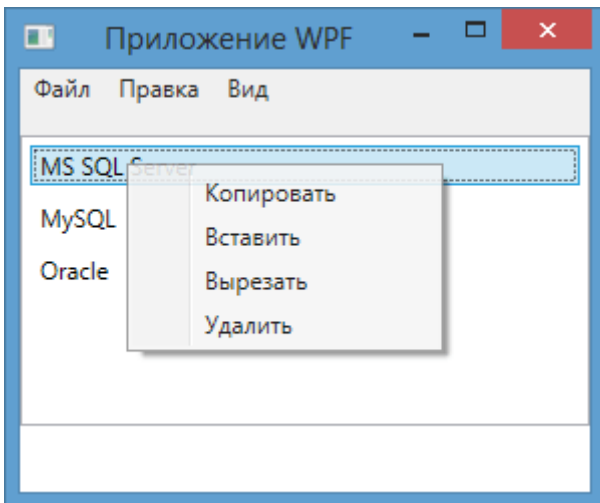 Приложение WPF
Файл Правка Вид
MS SQL Server
Копировать
MySQL
Вставить
Oracle
Вырезать
Удалить